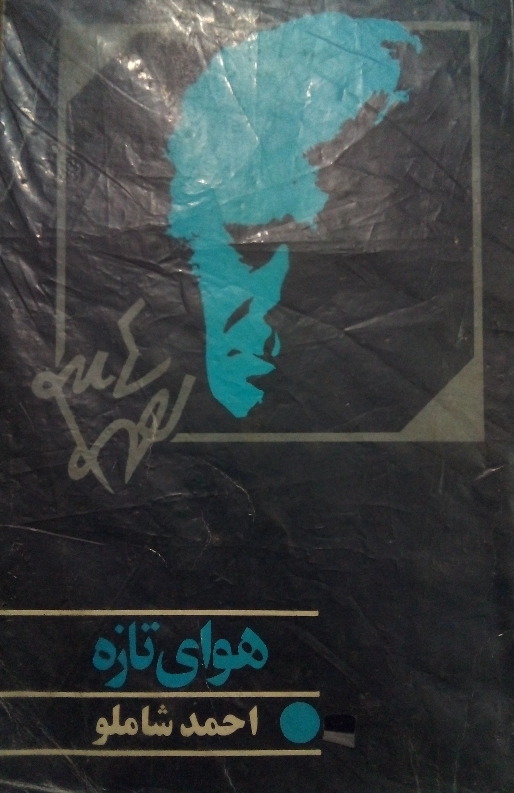 هوای تازه
احمد شاملو